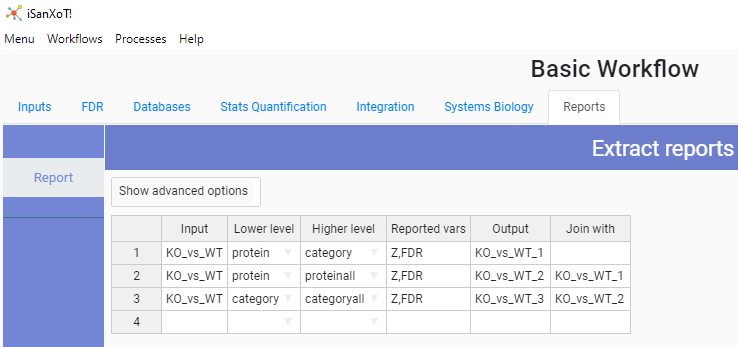 iSanXoT!
Menu Workflows Processes Help
Basic Workflow
Inputs FDR Databases Stats Quantification Integration Systems Biology Reports
Extract reports
Report
Show advanced options
Input Lower level Higher level Reported vars Output Join with
1 KO_vs_WT protein category Z,FDR KO_vs_WT_1
2 KO_vs_WT protein proteinall Z,FDR KO_vs_WT_2 KO_vs_WT_1
3 KO_vs_WT category categoryall Z,FDR KO_vs_WT_3 KO_vs_WT_2
4